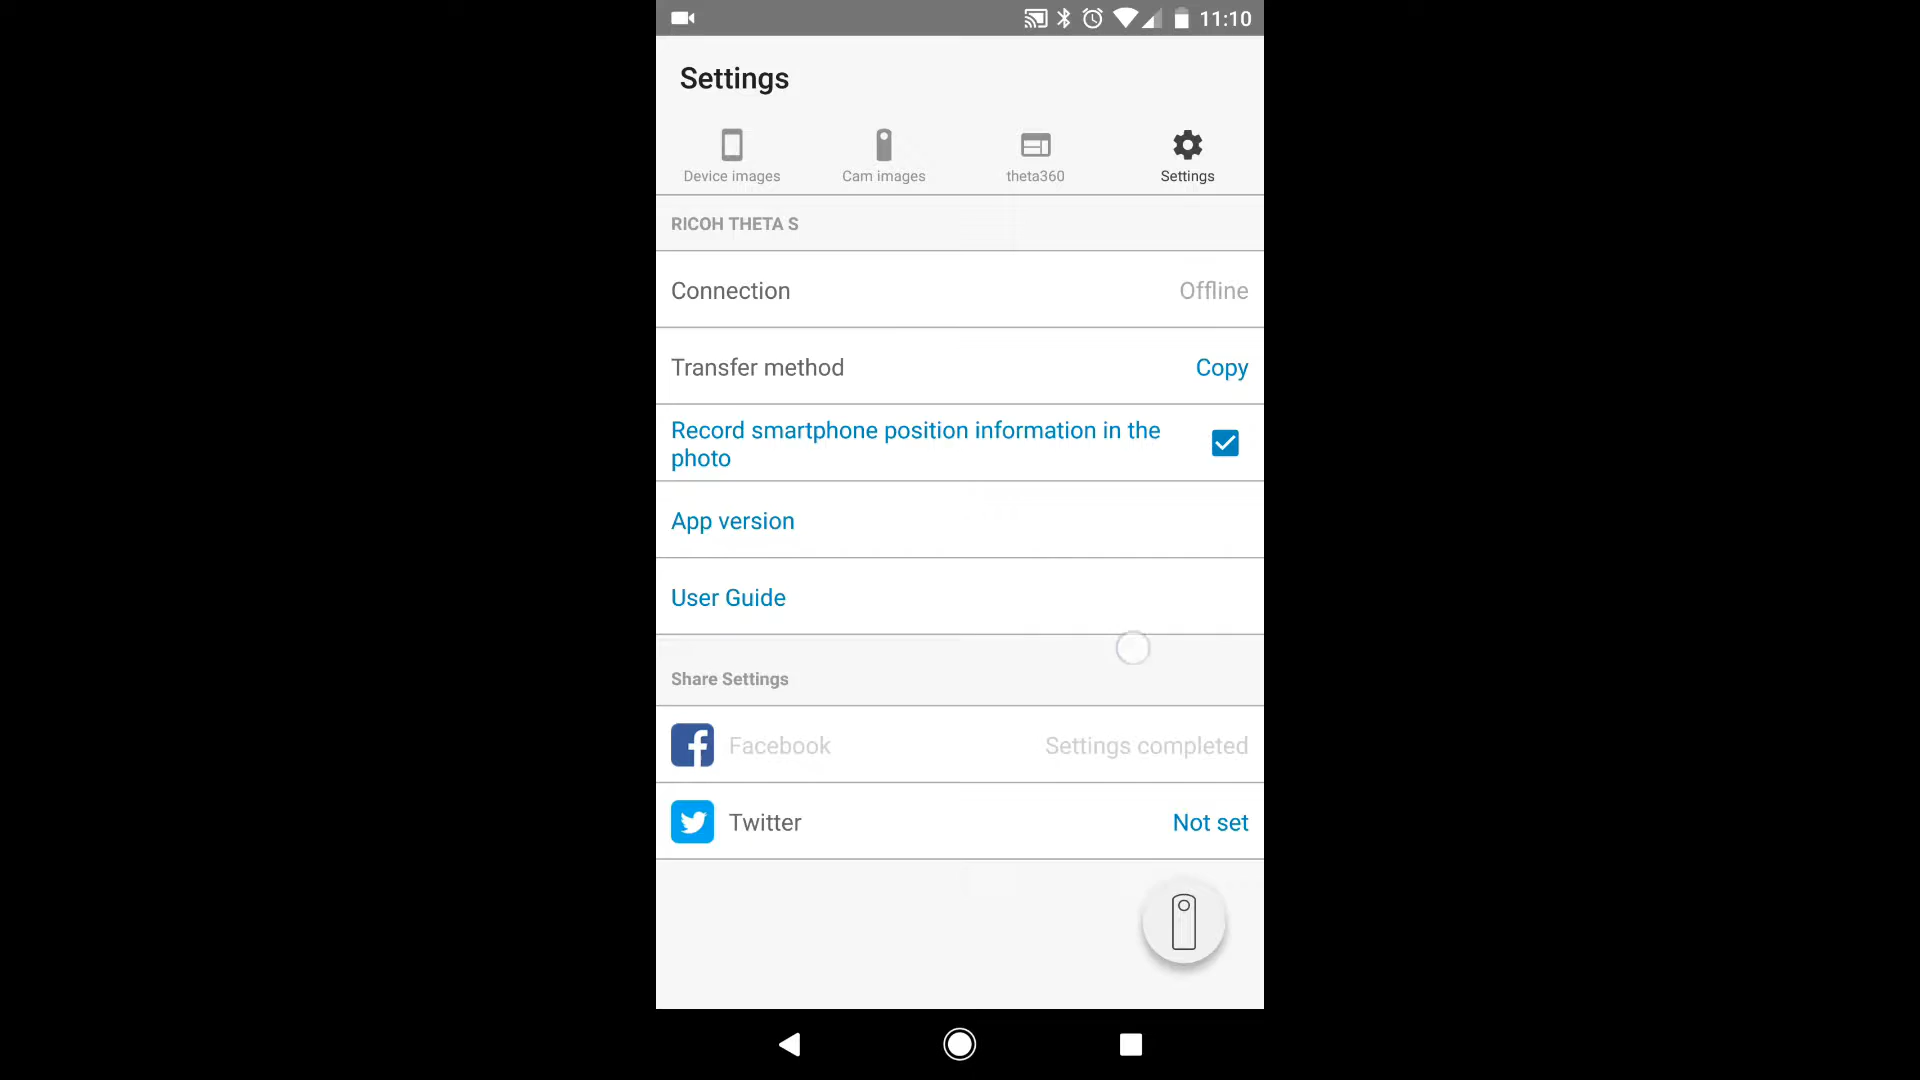 11:10
Settings
Device images
Cam images
theta360
Settings
RICOH THETA S
Connection
Offline
Transfer method
Copy
Record smartphone position information in the
photo
App version
User Guide
Share Settings
Facebook
Settings completed
Twitter
Not set